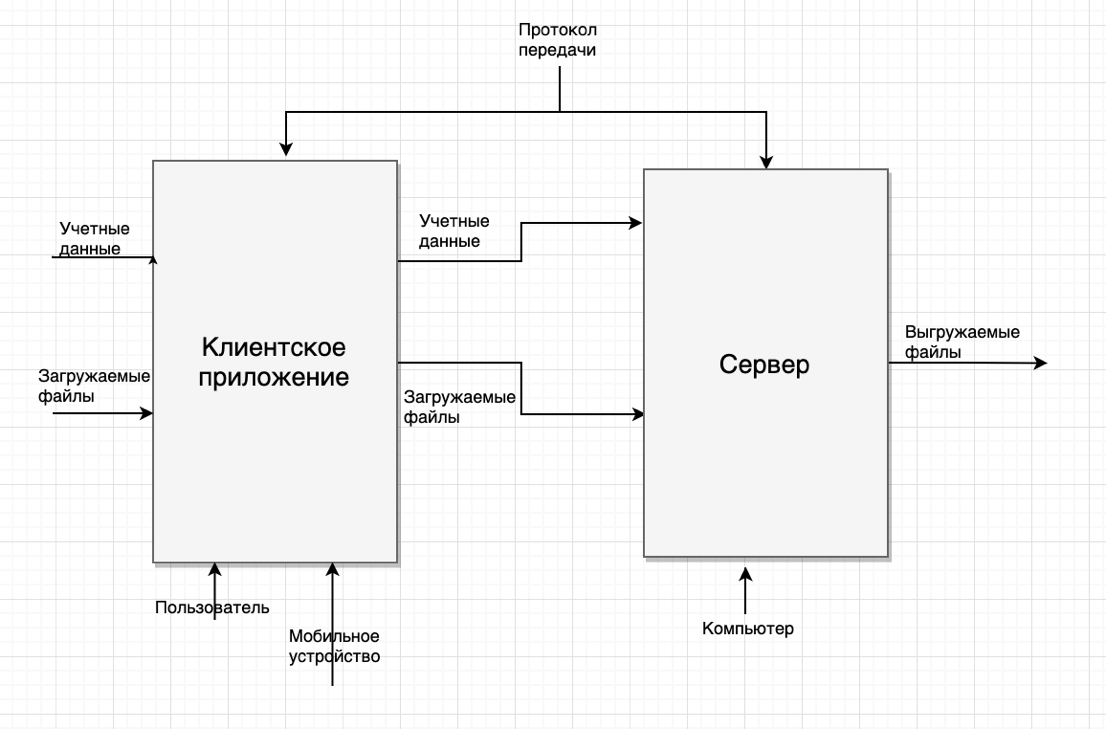 Протокол
передачи
Учетные
данные
Учетные
данные
Клиентское
приложение
Сервер
Выгружаемые
файлы
Загружаемые
файлы
Загружаемые
файлы
Пользователь
Мобильное
устройство
Компьютер